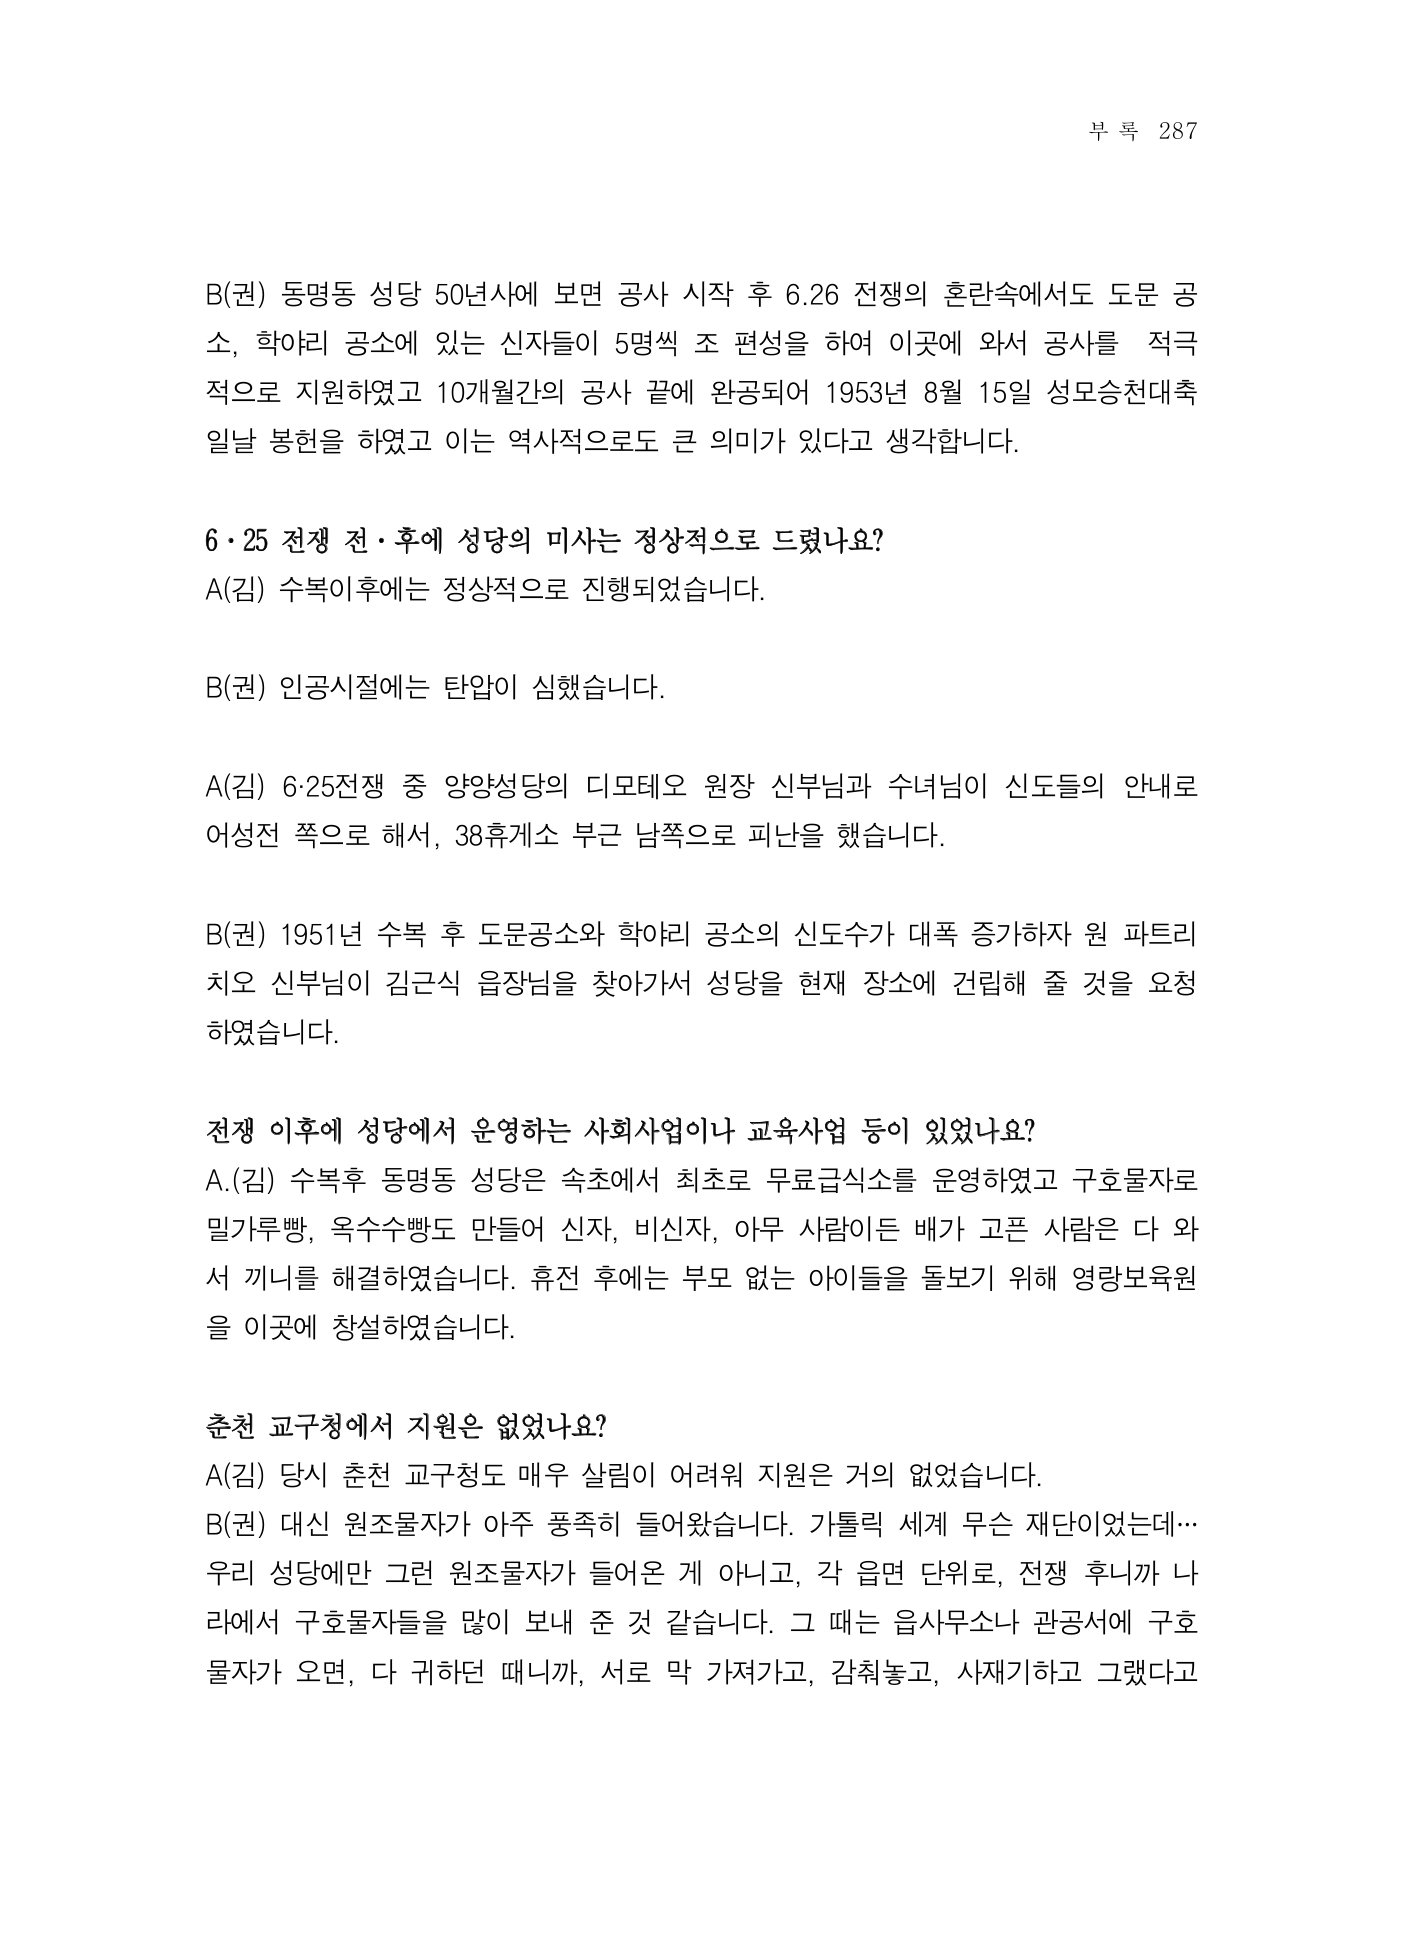 부 록 287
B(권) 동명동 성당 50년사에 보면 공사 시작 후 6.26 전쟁의 혼란속에서도 도문 공
소, 학야리 공소에 있는 신자들이 5명씩 조 편성을 하여 이곳에 와서 공사를 적극
적으로 지원하였고 10개월간의 공사 끝에 완공되어 1953년 8월 15일 성모승천대축
일날 봉헌을 하였고 이는 역사적으로도 큰 의미가 있다고 생각합니다.
6·25 전쟁 전·후에 성당의 미사는 정상적으로 드렸나요?
A(김) 수복이후에는 정상적으로 진행되었습니다.
B(권) 인공시절에는 탄압이 심했습니다.
A(김) 6·25전쟁 중 양양성당의 디모테오 원장 신부님과 수녀님이 신도들의 안내로
어성전 쪽으로 해서, 38휴게소 부근 남쪽으로 피난을 했습니다.
B(권) 1951년 수복 후 도문공소와 학야리 공소의 신도수가 대폭 증가하자 원 파트리
치오 신부님이 김근식 읍장님을 찾아가서 성당을 현재 장소에 건립해 줄 것을 요청
하였습니다.
전쟁 이후에 성당에서 운영하는 사회사업이나 교육사업 등이 있었나요?
A.(김) 수복후 동명동 성당은 속초에서 최초로 무료급식소를 운영하였고 구호물자로
밀가루빵, 옥수수빵도 만들어 신자, 비신자, 아무 사람이든 배가 고픈 사람은 다 와
서 끼니를 해결하였습니다. 휴전 후에는 부모 없는 아이들을 돌보기 위해 영랑보육원
을 이곳에 창설하였습니다.
춘천 교구청에서 지원은 없었나요?
A(김) 당시 춘천 교구청도 매우 살림이 어려워 지원은 거의 없었습니다.
B(권) 대신 원조물자가 아주 풍족히 들어왔습니다. 가톨릭 세계 무슨 재단이었는데…
우리 성당에만 그런 원조물자가 들어온 게 아니고, 각 읍면 단위로, 전쟁 후니까 나
라에서 구호물자들을 많이 보내 준 것 같습니다. 그 때는 읍사무소나 관공서에 구호
물자가 오면, 다 귀하던 때니까, 서로 막 가져가고, 감춰놓고, 사재기하고 그랬다고